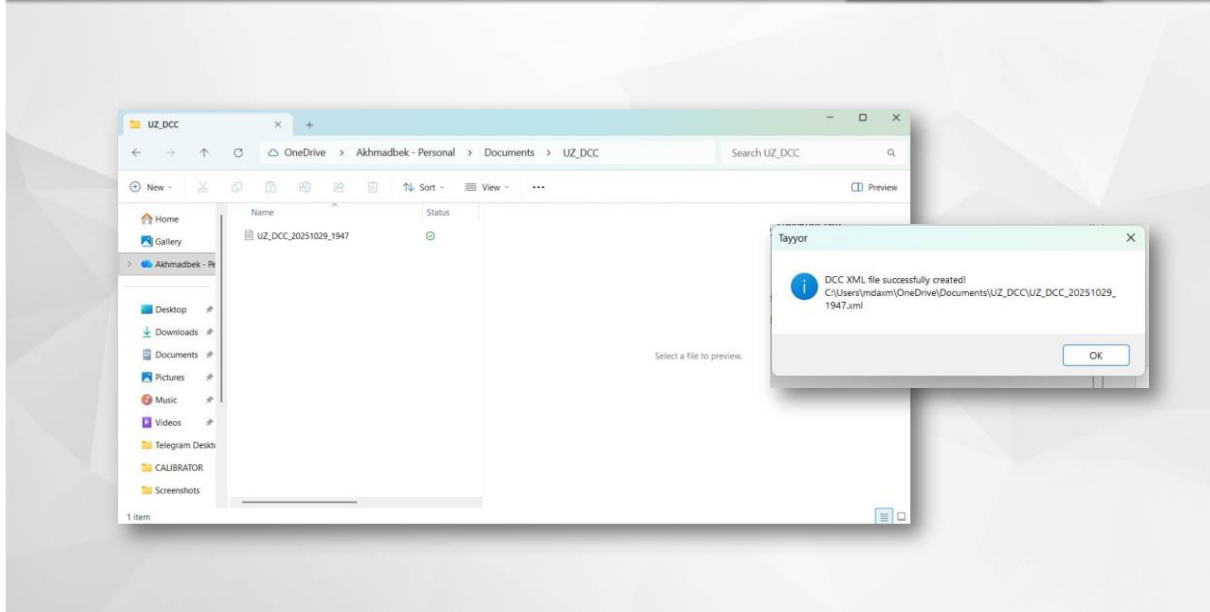 UZ_DCC
OneDrive > Akhmadbek - Personal > Documents > UZ_DCC
Search UZ_DCC
New
Sort
View
Preview
Home
Gallery
Akhmadbek - Pe
Desktop
Downloads
Documents
Pictures
Music
Videos
Telegram Deskt
CALIBRATOR
Screenshots
1 item
Name
Status
UZ_DCC_20251029_1947
Select a file to preview.
Tayyor
DCC XML file successfully created!
C:\Users\mdaxm\OneDrive\Documents\UZ_DCC\UZ_DCC_20251029_
1947.xml
OK